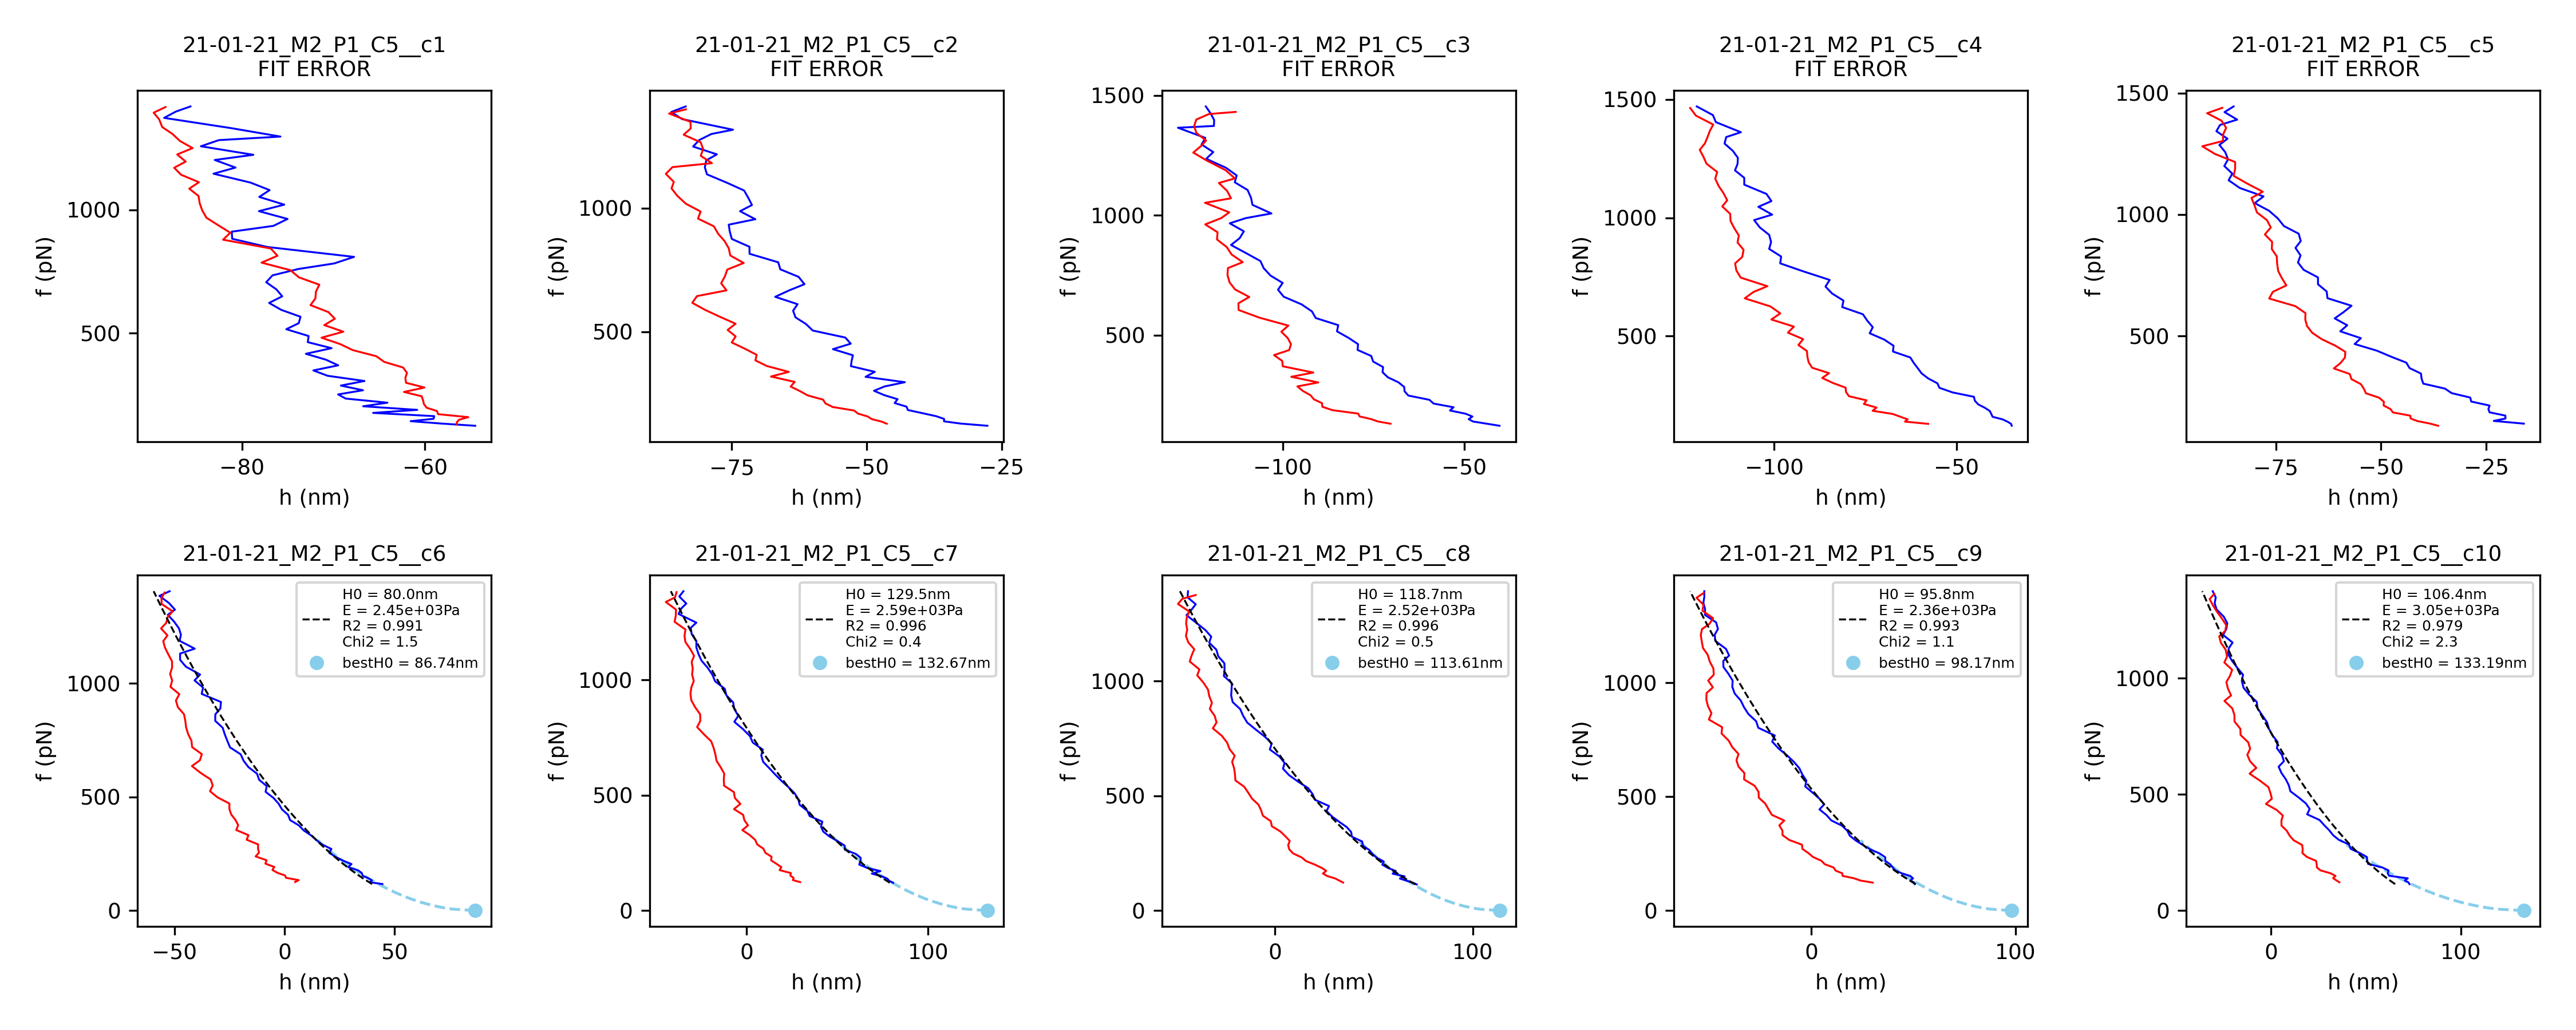 21-01-21_M2_P1_C5__c1
FIT ERROR
f (pN)
1000
500
−80
−60
h (nm)
21-01-21_M2_P1_C5__c2
FIT ERROR
f (pN)
1000
500
−75
−50
−25
h (nm)
21-01-21_M2_P1_C5__c3
FIT ERROR
f (pN)
1500
1000
500
−100
−50
h (nm)
21-01-21_M2_P1_C5__c4
FIT ERROR
f (pN)
1500
1000
500
−100
−50
h (nm)
21-01-21_M2_P1_C5__c5
FIT ERROR
f (pN)
1500
1000
500
−75
−50
−25
h (nm)
21-01-21_M2_P1_C5__c6
H0 = 80.0nm
E = 2.45e+03Pa
R2 = 0.991
Chi2 = 1.5
bestH0 = 86.74nm
f (pN)
1000
500
0
−50
0
50
h (nm)
21-01-21_M2_P1_C5__c7
H0 = 129.5nm
E = 2.59e+03Pa
R2 = 0.996
Chi2 = 0.4
bestH0 = 132.67nm
f (pN)
1000
500
0
0
100
h (nm)
21-01-21_M2_P1_C5__c8
H0 = 118.7nm
E = 2.52e+03Pa
R2 = 0.996
Chi2 = 0.5
bestH0 = 113.61nm
f (pN)
1000
500
0
0
100
h (nm)
21-01-21_M2_P1_C5__c9
H0 = 95.8nm
E = 2.36e+03Pa
R2 = 0.993
Chi2 = 1.1
bestH0 = 98.17nm
f (pN)
1000
500
0
0
100
h (nm)
21-01-21_M2_P1_C5__c10
H0 = 106.4nm
E = 3.05e+03Pa
R2 = 0.979
Chi2 = 2.3
bestH0 = 133.19nm
f (pN)
1000
500
0
0
100
h (nm)